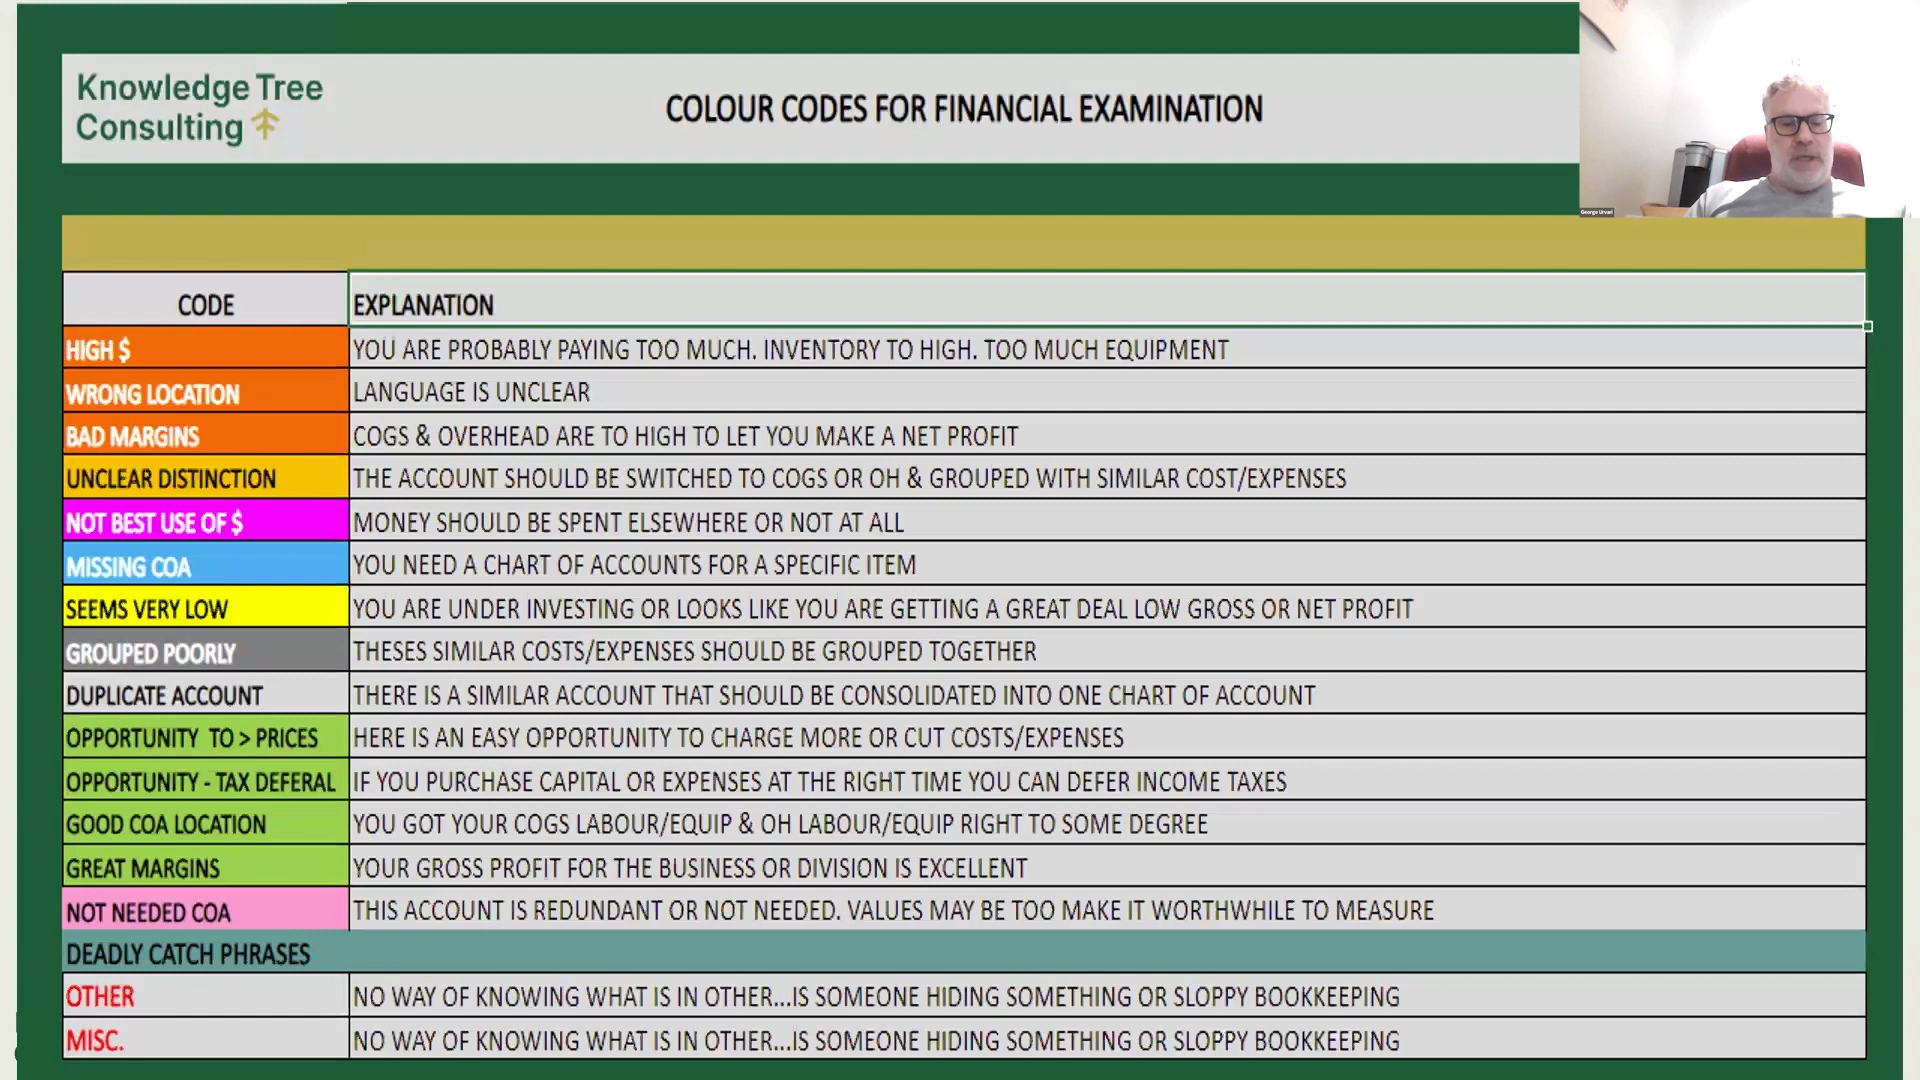 Knowledge Tree
Consulting
COLOUR CODES FOR FINANCIAL EXAMINATION
George Urvari
CODE EXPLANATION
HIGH $ YOU ARE PROBABLY PAYING TOO MUCH. INVENTORY TO HIGH. TOO MUCH EQUIPMENT
WRONG LOCATION LANGUAGE IS UNCLEAR
BAD MARGINS COGS & OVERHEAD ARE TO HIGH TO LET YOU MAKE A NET PROFIT
UNCLEAR DISTINCTION THE ACCOUNT SHOULD BE SWITCHED TO COGS OR OH & GROUPED WITH SIMILAR COST/EXPENSES
NOT BEST USE OF $ MONEY SHOULD BE SPENT ELSEWHERE OR NOT AT ALL
MISSING COA YOU NEED A CHART OF ACCOUNTS FOR A SPECIFIC ITEM
SEEMS VERY LOW YOU ARE UNDER INVESTING OR LOOKS LIKE YOU ARE GETTING A GREAT DEAL LOW GROSS OR NET PROFIT
GROUPED POORLY THESES SIMILAR COSTS/EXPENSES SHOULD BE GROUPED TOGETHER
DUPLICATE ACCOUNT THERE IS A SIMILAR ACCOUNT THAT SHOULD BE CONSOLIDATED INTO ONE CHART OF ACCOUNT
OPPORTUNITY TO > PRICES HERE IS AN EASY OPPORTUNITY TO CHARGE MORE OR CUT COSTS/EXPENSES
OPPORTUNITY - TAX DEFERAL IF YOU PURCHASE CAPITAL OR EXPENSES AT THE RIGHT TIME YOU CAN DEFER INCOME TAXES
GOOD COA LOCATION YOU GOT YOUR COGS LABOUR/EQUIP & OH LABOUR/EQUIP RIGHT TO SOME DEGREE
GREAT MARGINS YOUR GROSS PROFIT FOR THE BUSINESS OR DIVISION IS EXCELLENT
NOT NEEDED COA THIS ACCOUNT IS REDUNDANT OR NOT NEEDED. VALUES MAY BE TOO MAKE IT WORTHWHILE TO MEASURE
DEADLY CATCH PHRASES
OTHER NO WAY OF KNOWING WHAT IS IN OTHER...IS SOMEONE HIDING SOMETHING OR SLOPPY BOOKKEEPING
MISC. NO WAY OF KNOWING WHAT IS IN OTHER...IS SOMEONE HIDING SOMETHING OR SLOPPY BOOKKEEPING